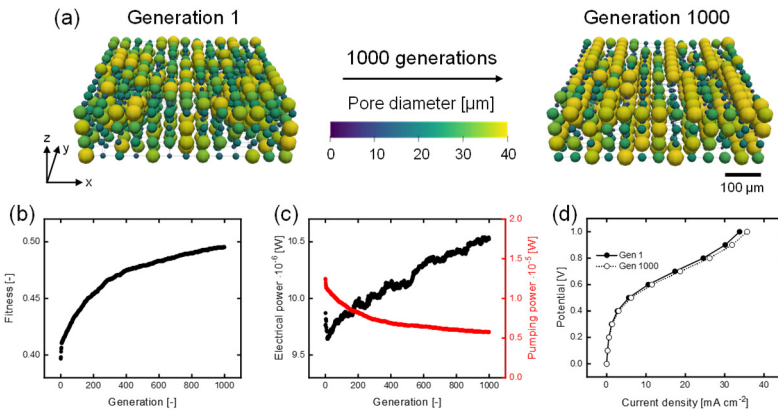 (a)
Generation 1
Generation 1000
1000 generations
Pore diameter [µm]
0 10 20 30 40
z
y
x
100 µm
(b)
(c)
(d)
0.50
0.45
0.40
Fitness [-]
0 200 400 600 800 1000
Generation [-]
10.5
10.0
9.5
Electrical power ·10⁻⁶ [W]
2.0
1.5
1.0
0.5
0.0
Pumping power ·10⁻⁵ [W]
0 200 400 600 800 1000
Generation [-]
1.0
0.8
0.6
0.4
0.2
0.0
Potential [V]
Gen 1
Gen 1000
0 10 20 30 40
Current density [mA cm⁻²]